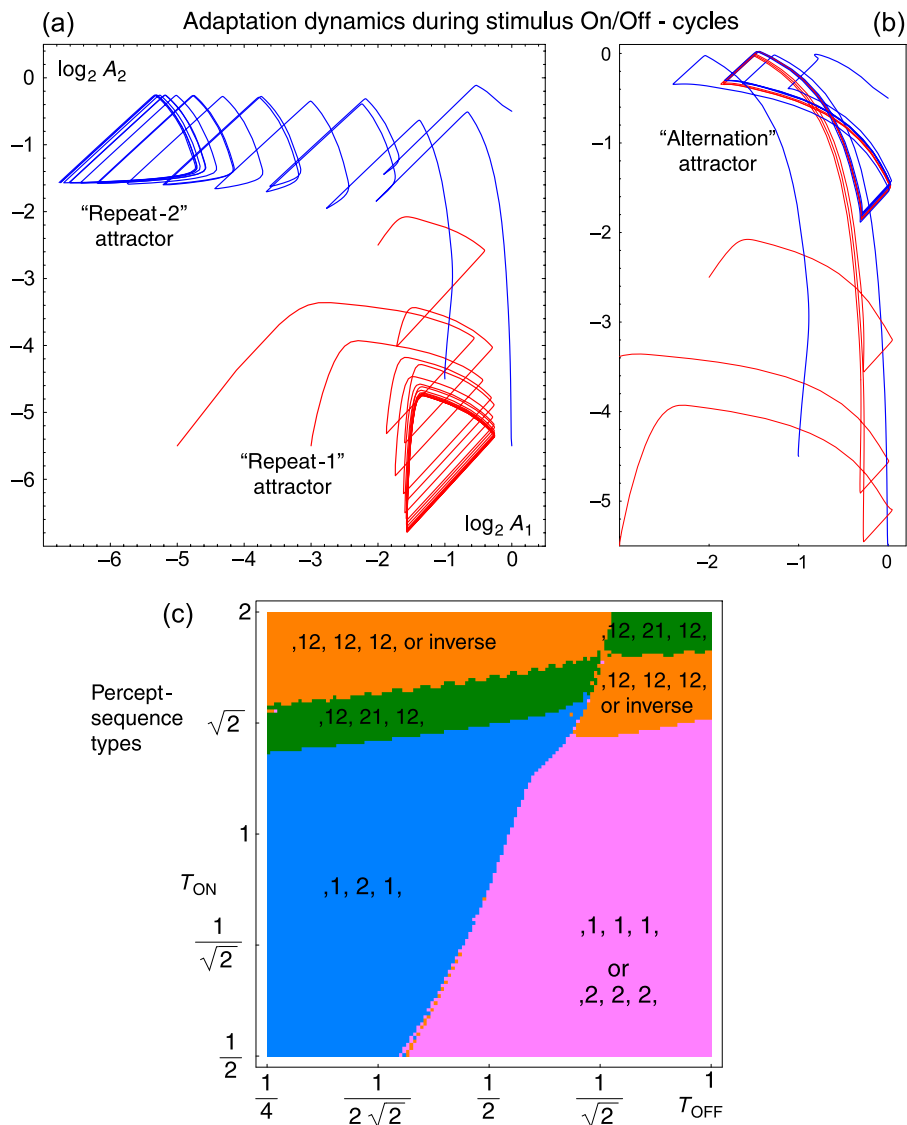 Adaptation dynamics during stimulus On/Off - cycles
(a)
(b)
log₂ A₂
0
−1
−2
−3
−4
−5
−6
"Repeat-2"
attractor
"Repeat-1"
attractor
log₂ A₁
−6
−5
−4
−3
−2
−1
0
0
−1
−2
−3
−4
−5
"Alternation"
attractor
−2
−1
0
(c)
Percept-
sequence
types
2
√2
1
T_ON
1/√2
1/2
,12, 12, 12, or inverse
,12, 21, 12,
,12, 21, 12,
,12, 12, 12,
or inverse
,1, 2, 1,
,1, 1, 1,
or
,2, 2, 2,
1/4
1/(2√2)
1/2
1/√2
1
T_OFF